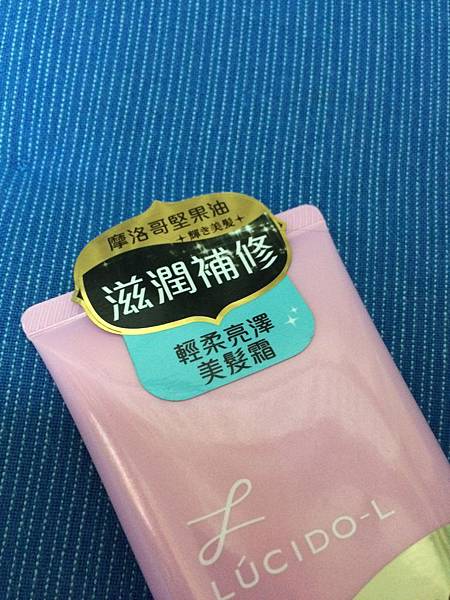 摩洛哥堅果油
+輝き美髮+
滋潤補修
輕柔亮澤
美髮霜
LÚCIDO-L